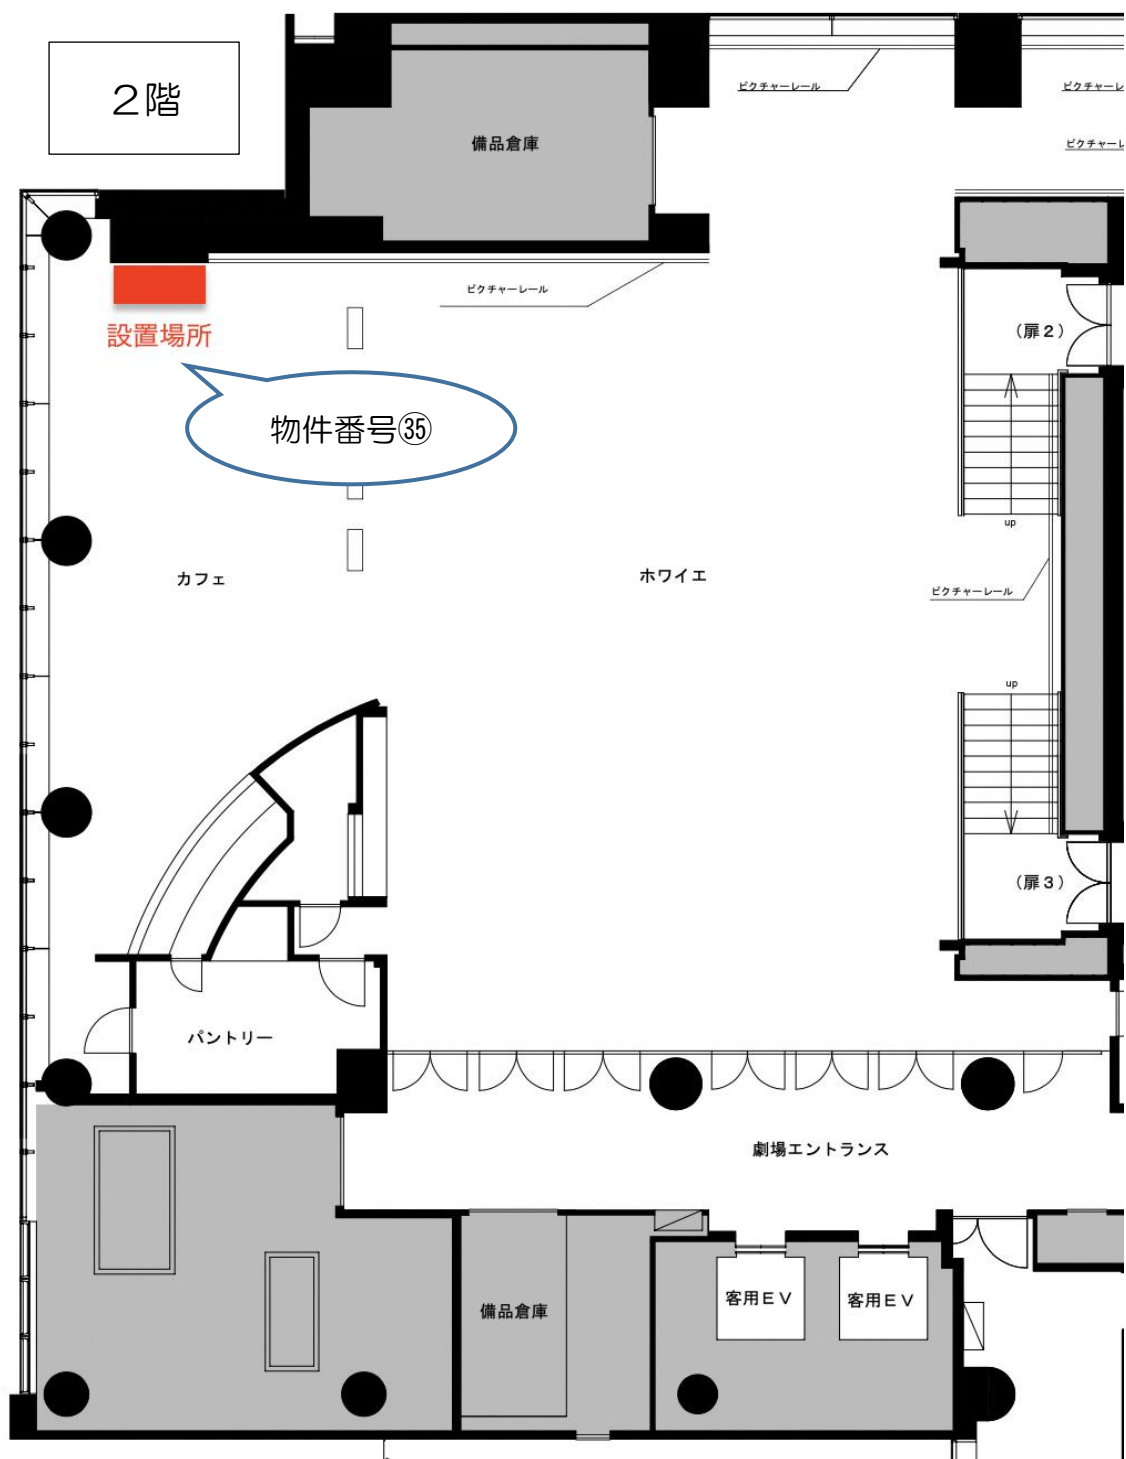 2階
ピクチャーレール
ピクチャーレ
備品倉庫
ピクチャーレ
ピクチャーレール
設置場所
(扉2)
物件番号㉟
up
カフェ
ホワイエ
ピクチャーレール
up
(扉3)
パントリー
劇場エントランス
備品倉庫
客用EV
客用EV